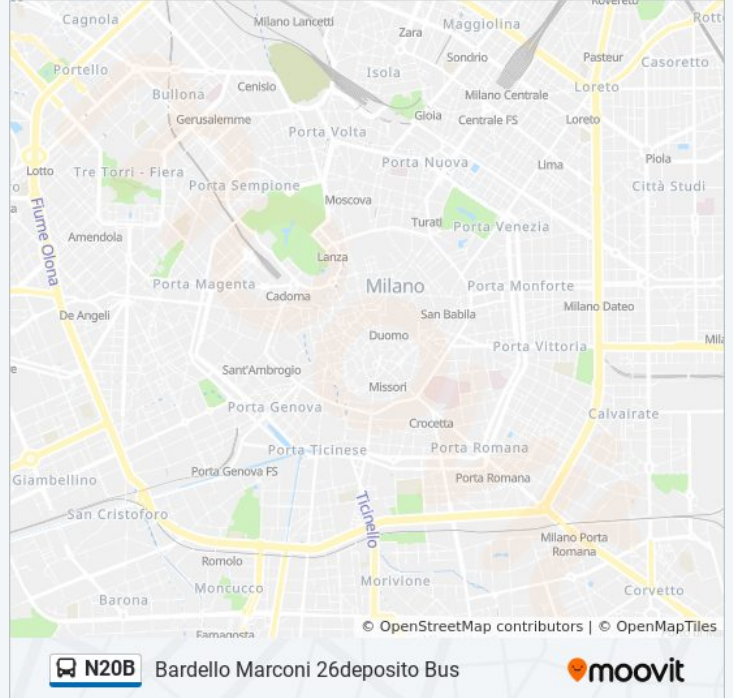 Rovereto
Cagnola
Milano Lancetti
Zara
Maggiolina
Rott
Sondrio
Pasteur
Casoretto
Portello
Isola
Bullona
Cenisio
Milano Centrale
Loreto
Gerusalemme
Gioia
Centrale FS
Loreto
Porta Volta
Lotto
Tre Torri - Fiera
Porta Nuova
Lima
Piola
o
Porta Sempione
Città Studi
Moscova
a
Fiume Olona
Turati
Porta Venezia
Amendola
Lanza
Porta Magenta
Milano
Porta Monforte
Cadorna
De Angeli
San Babila
Milano Dateo
Duomo
Porta Vittoria
Mila
e
Sant'Ambrogio
Missori
Porta Genova
Calvairate
Crocetta
Porta Ticinese
Porta Romana
Giambellino
Porta Genova FS
Porta Romana
Ticinello
San Cristoforo
Milano Porta
Romana
Romolo
Moncucco
Morivione
Corvetto
Barona
Famagosta
© OpenStreetMap contributors | © OpenMapTiles
N20B Bardello Marconi 26deposito Bus moovit